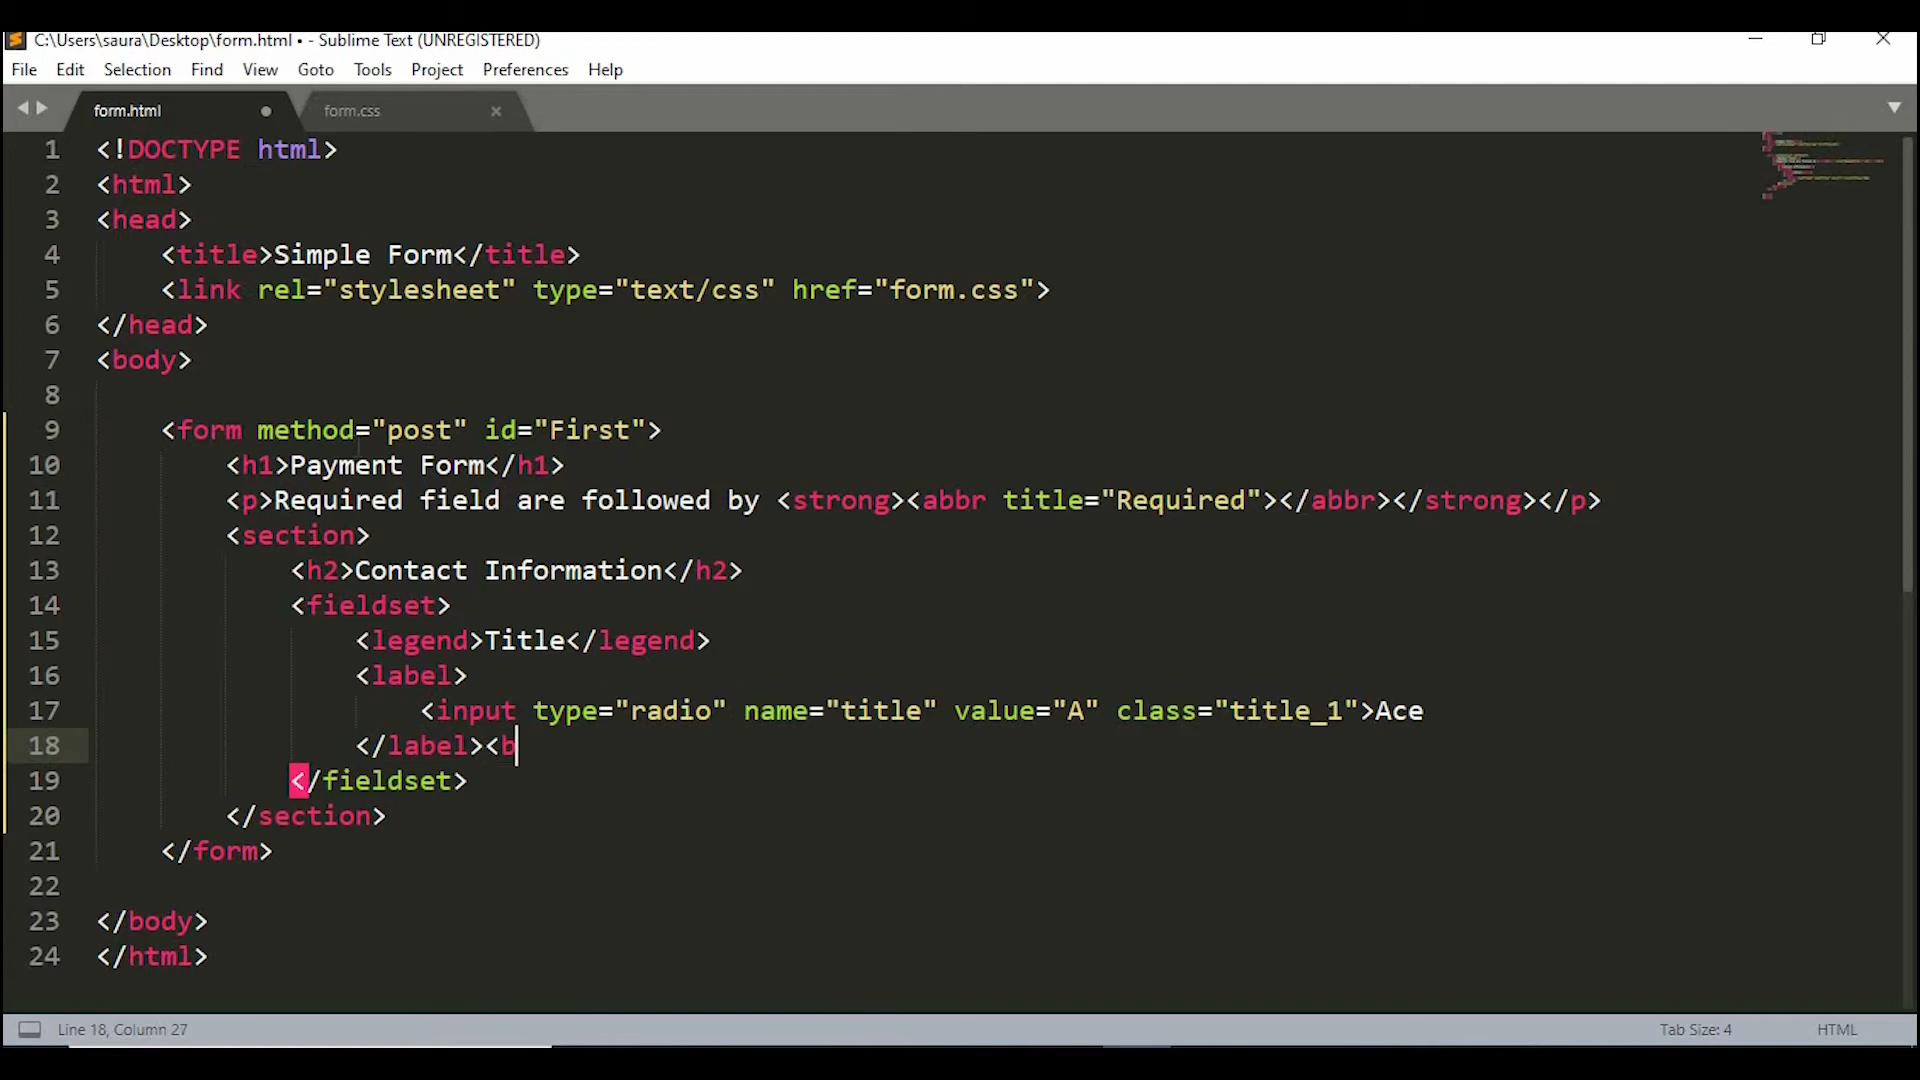 C:\Users\saura\Desktop\form.html • - Sublime Text (UNREGISTERED)
File Edit Selection Find View Goto Tools Project Preferences Help
form.html form.css
1 <!DOCTYPE html>
2 <html>
3 <head>
4 <title>Simple Form</title>
5 <link rel="stylesheet" type="text/css" href="form.css">
6 </head>
7 <body>
8
9 <form method="post" id="First">
10 <h1>Payment Form</h1>
11 <p>Required field are followed by <strong><abbr title="Required"></abbr></strong></p>
12 <section>
13 <h2>Contact Information</h2>
14 <fieldset>
15 <legend>Title</legend>
16 <label>
17 <input type="radio" name="title" value="A" class="title_1">Ace
18 </label><b
19 </fieldset>
20 </section>
21 </form>
22
23 </body>
24 </html>
Line 18, Column 27 Tab Size: 4 HTML